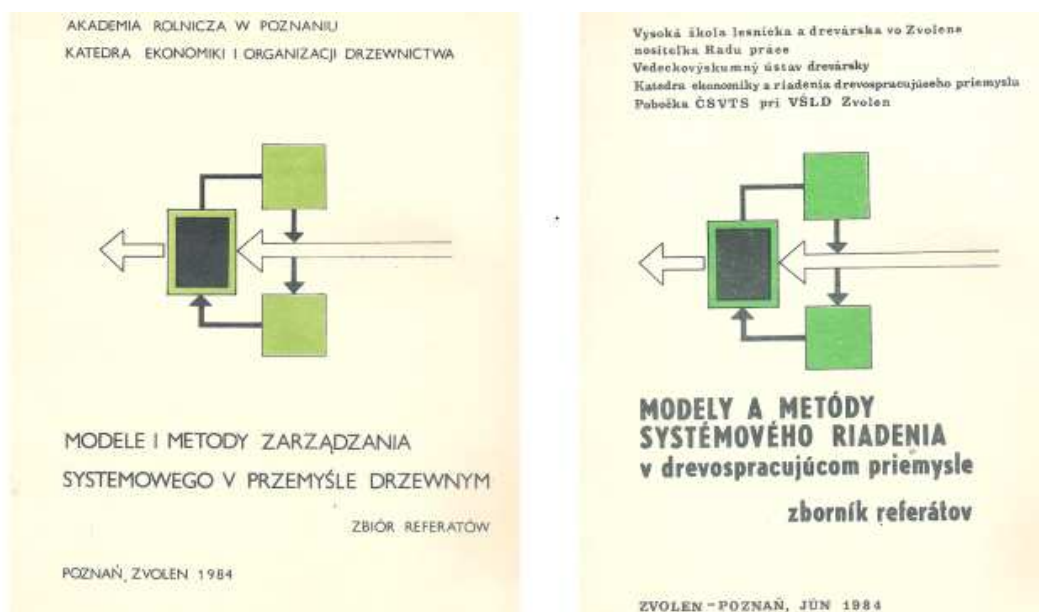 AKADEMIA ROLNICZA W POZNANIU
KATEDRA EKONOMIKI I ORGANIZACJI DRZEWNICTWA
MODELE I METODY ZARZĄDZANIA
SYSTEMOWEGO V PRZEMYŚLE DRZEWNYM
ZBIÓR REFERATÓW
POZNAŃ, ZVOLEN 1984
Vysoká škola lesnícka a drevárska vo Zvolene
nositeľka Radu práce
Vedeckovýskumný ústav drevársky
Katedra ekonomiky a riadenia drevospracujúceho priemyslu
Pobočka ČSVTS pri VŠLD Zvolen
MODELY A METÓDY
SYSTÉMOVÉHO RIADENIA
v drevospracujúcom priemysle
zborník referátov
ZVOLEN – POZNAŇ, JÚN 1984